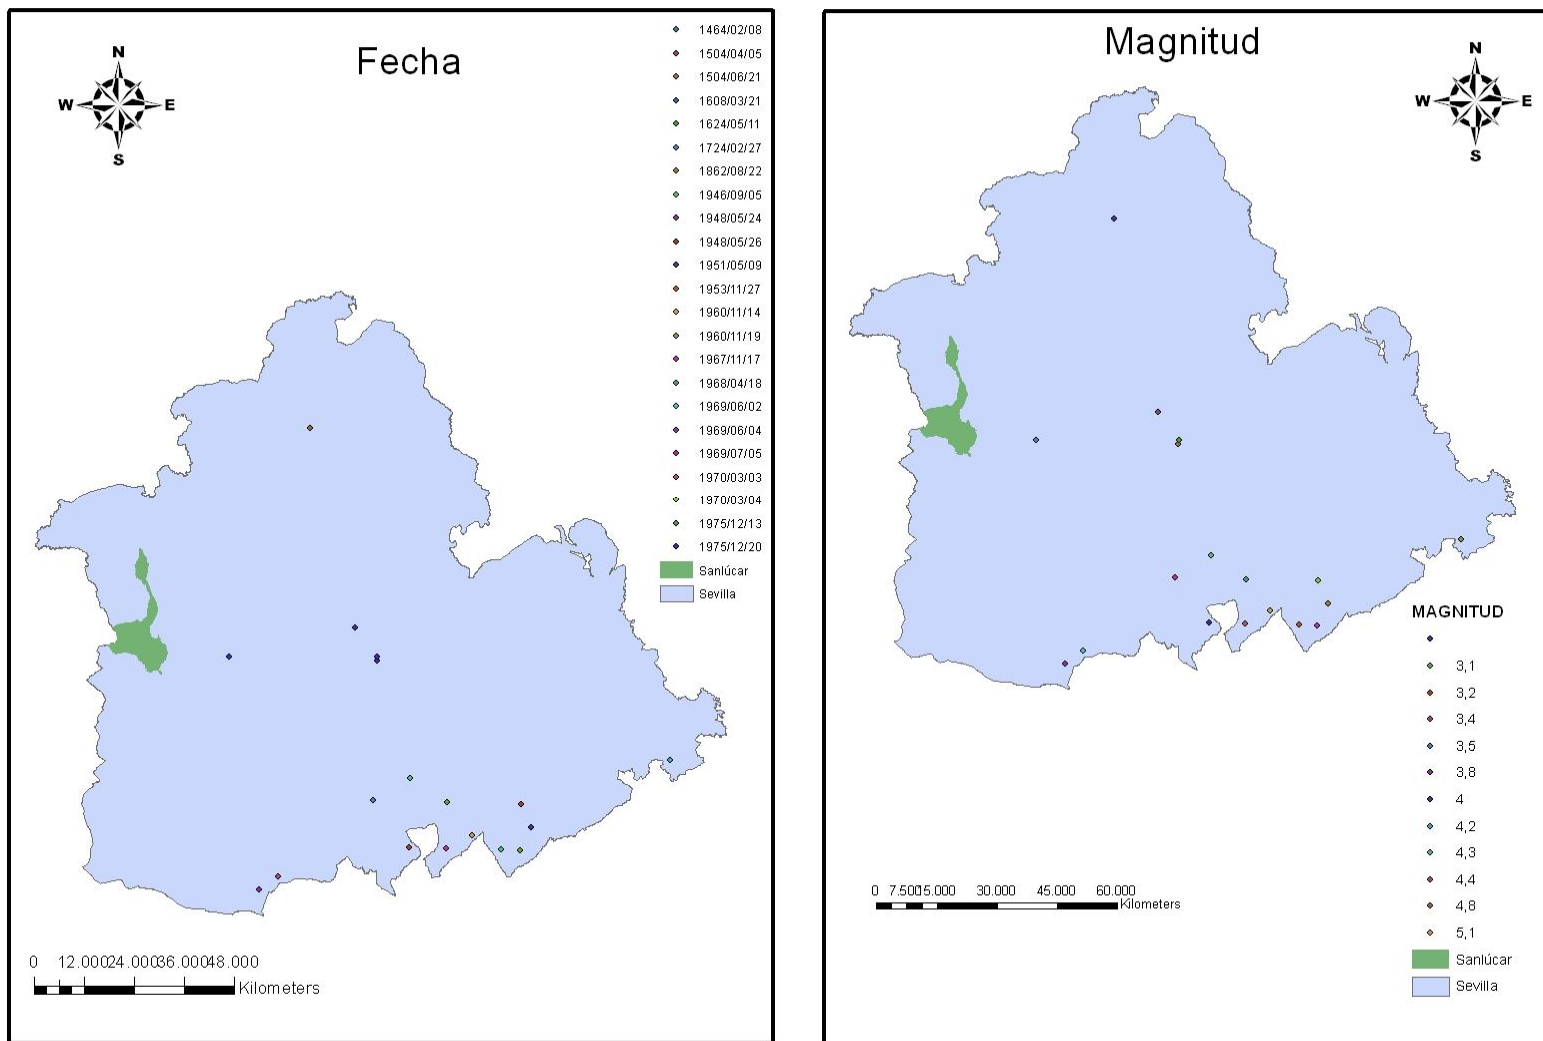 Fecha
N
W E
S
1464/02/08
1504/04/05
1504/06/21
1608/03/21
1624/05/11
1724/02/27
1862/08/22
1946/09/05
1948/05/24
1948/05/26
1951/05/09
1953/11/27
1960/11/14
1960/11/19
1967/11/17
1968/04/18
1969/06/02
1969/06/04
1969/07/05
1970/03/03
1970/03/04
1975/12/13
1975/12/20
Sanlúcar
Sevilla
0 12.000 24.000 36.000 48.000
Kilometers
Magnitud
N
W E
S
MAGNITUD
3,1
3,2
3,4
3,5
3,8
4
4,2
4,3
4,4
4,8
5,1
Sanlúcar
Sevilla
0 7.500 15.000 30.000 45.000 60.000
Kilometers